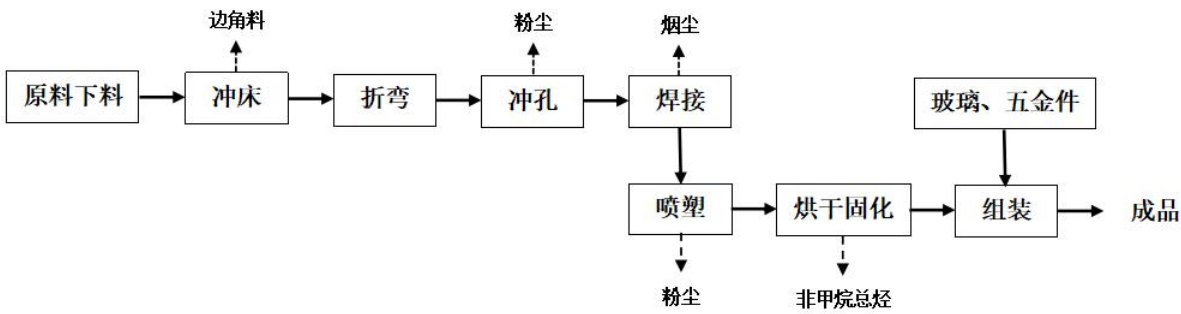 边角料
粉尘
烟尘
原料下料
冲床
折弯
冲孔
焊接
玻璃、五金件
喷塑
烘干固化
组装
成品
粉尘
非甲烷总烃